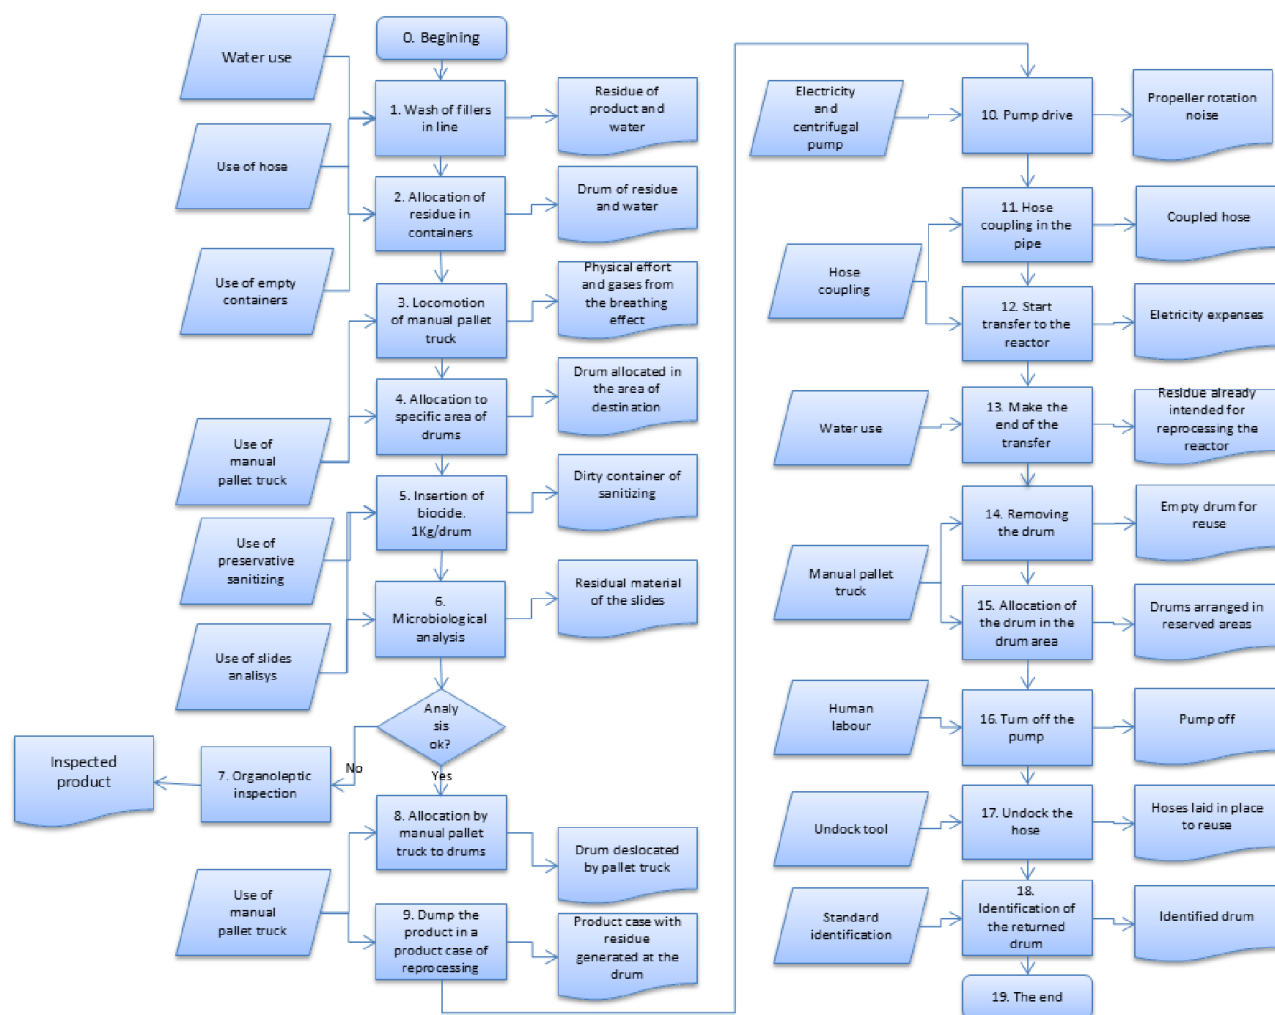 0. Begining
Water use
1. Wash of fillers
in line
Residue of
product and
water
Use of hose
2. Allocation of
residue in
containers
Drum of residue
and water
Use of empty
containers
3. Locomotion
of manual pallet
truck
Physical effort
and gases from
the breathing
effect
4. Allocation to
specific area of
drums
Drum allocated in
the area of
destination
Use of
manual
pallet truck
5. Insertion of
biocide.
1Kg/drum
Dirty container of
sanitizing
Use of
preservative
sanitizing
6.
Microbiological
analysis
Residual material
of the slides
Use of slides
analisys
Analy
sis
ok?
No
Yes
7. Organoleptic
inspection
Inspected
product
8. Allocation by
manual pallet
truck to drums
Drum deslocated
by pallet truck
Use of
manual
pallet truck
9. Dump the
product in a
product case of
reprocessing
Product case with
residue
generated at the
drum
Electricity
and
centrifugal
pump
10. Pump drive
Propeller rotation
noise
11. Hose
coupling in the
pipe
Coupled hose
Hose
coupling
12. Start
transfer to the
reactor
Eletricity expenses
Water use
13. Make the
end of the
transfer
Residue already
intended for
reprocessing the
reactor
14. Removing
the drum
Empty drum for
reuse
Manual pallet
truck
15. Allocation of
the drum in the
drum area
Drums arranged in
reserved areas
Human
labour
16. Turn off the
pump
Pump off
Undock tool
17. Undock the
hose
Hoses laid in place
to reuse
Standard
identification
18.
Identification of
the returned
drum
Identified drum
19. The end